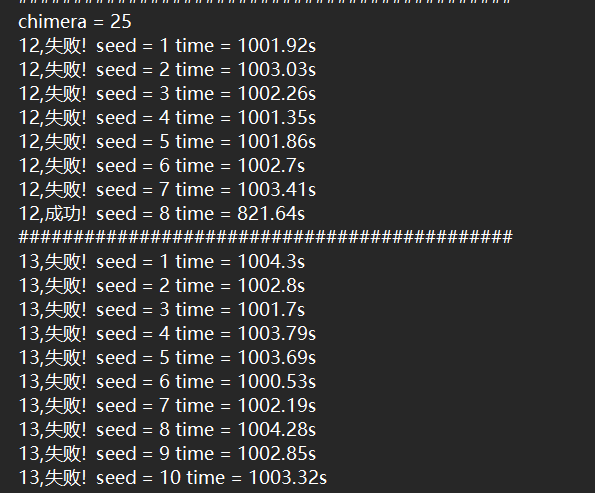 chimera = 25
12,失败!  seed = 1 time = 1001.92s
12,失败!  seed = 2 time = 1003.03s
12,失败!  seed = 3 time = 1002.26s
12,失败!  seed = 4 time = 1001.35s
12,失败!  seed = 5 time = 1001.86s
12,失败!  seed = 6 time = 1002.7s
12,失败!  seed = 7 time = 1003.41s
12,成功!  seed = 8 time = 821.64s
#############################################
13,失败!  seed = 1 time = 1004.3s
13,失败!  seed = 2 time = 1002.8s
13,失败!  seed = 3 time = 1001.7s
13,失败!  seed = 4 time = 1003.79s
13,失败!  seed = 5 time = 1003.69s
13,失败!  seed = 6 time = 1000.53s
13,失败!  seed = 7 time = 1002.19s
13,失败!  seed = 8 time = 1004.28s
13,失败!  seed = 9 time = 1002.85s
13,失败!  seed = 10 time = 1003.32s